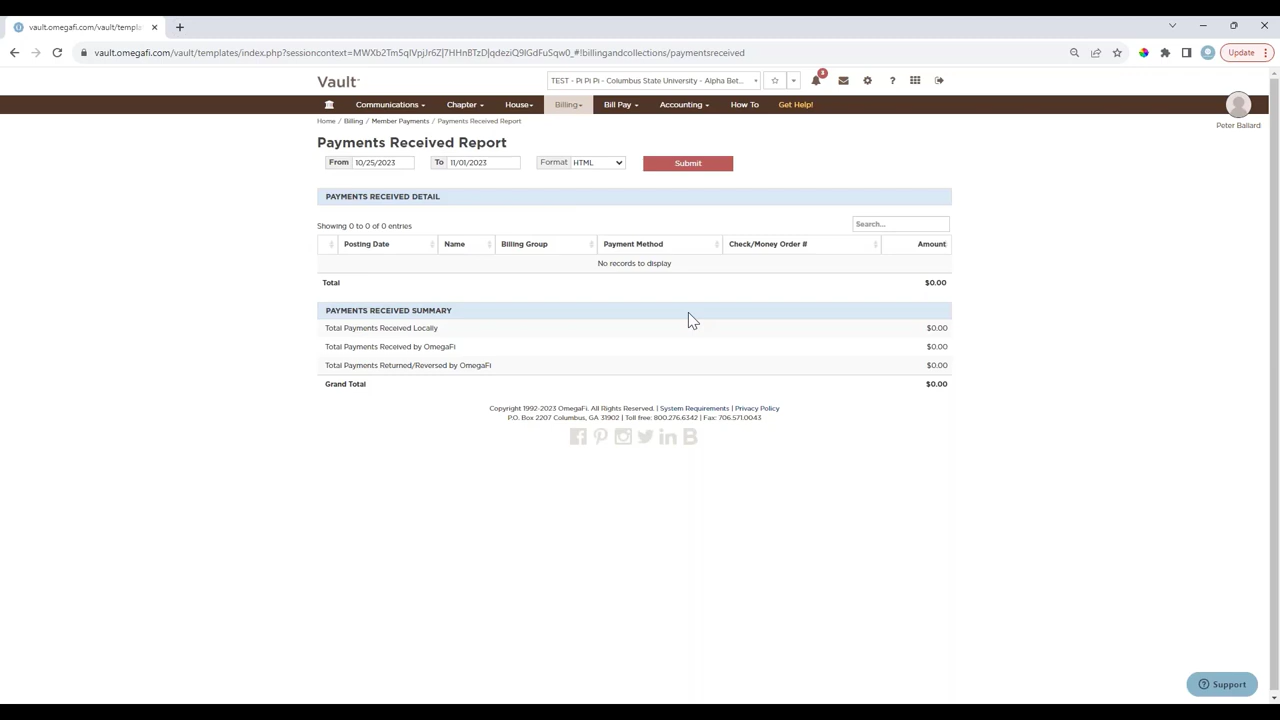 vault.omegafi.com/vault/templa
vault.omegafi.com/vault/templates/index.php?sessioncontext=MWXb2Tm5qIVpjJr6Z|7HHnBTzD|qdeziQ9IGdFuSqw0_#!billingandcollections/paymentsreceived
Update
Vault
TEST - Pi Pi Pi - Columbus State University - Alpha Bet...
3
Communications
Chapter
House
Billing
Bill Pay
Accounting
How To
Get Help!
Peter Ballard
Home / Billing / Member Payments / Payments Received Report
Payments Received Report
From 10/25/2023 To 11/01/2023 Format HTML Submit
PAYMENTS RECEIVED DETAIL
Showing 0 to 0 of 0 entries
Search...
Posting Date Name Billing Group Payment Method Check/Money Order # Amount
No records to display
Total $0.00
PAYMENTS RECEIVED SUMMARY
Total Payments Received Locally $0.00
Total Payments Received by OmegaFi $0.00
Total Payments Returned/Reversed by OmegaFi $0.00
Grand Total $0.00
Copyright 1992-2023 OmegaFi. All Rights Reserved. | System Requirements | Privacy Policy
P.O. Box 2207 Columbus, GA 31902 | Toll free: 800.276.6342 | Fax: 706.571.0043
Support